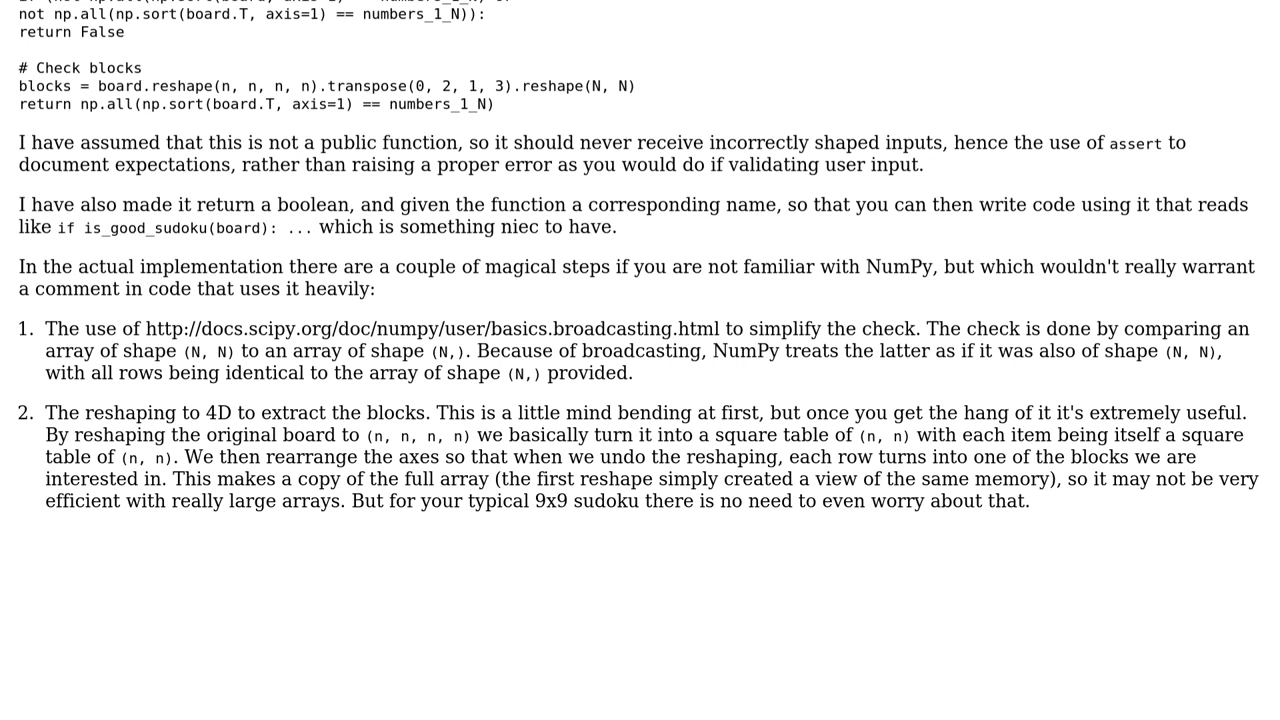 not np.all(np.sort(board.T, axis=1) == numbers_1_N)):
return False
# Check blocks
blocks = board.reshape(n, n, n, n).transpose(0, 2, 1, 3).reshape(N, N)
return np.all(np.sort(board.T, axis=1) == numbers_1_N)
I have assumed that this is not a public function, so it should never receive incorrectly shaped inputs, hence the use of assert to
document expectations, rather than raising a proper error as you would do if validating user input.
I have also made it return a boolean, and given the function a corresponding name, so that you can then write code using it that reads
like if is_good_sudoku(board): ... which is something niec to have.
In the actual implementation there are a couple of magical steps if you are not familiar with NumPy, but which wouldn't really warrant
a comment in code that uses it heavily:
1. The use of http://docs.scipy.org/doc/numpy/user/basics.broadcasting.html to simplify the check. The check is done by comparing an
array of shape (N, N) to an array of shape (N,). Because of broadcasting, NumPy treats the latter as if it was also of shape (N, N),
with all rows being identical to the array of shape (N,) provided.
2. The reshaping to 4D to extract the blocks. This is a little mind bending at first, but once you get the hang of it it's extremely useful.
By reshaping the original board to (n, n, n, n) we basically turn it into a square table of (n, n) with each item being itself a square
table of (n, n). We then rearrange the axes so that when we undo the reshaping, each row turns into one of the blocks we are
interested in. This makes a copy of the full array (the first reshape simply created a view of the same memory), so it may not be very
efficient with really large arrays. But for your typical 9x9 sudoku there is no need to even worry about that.